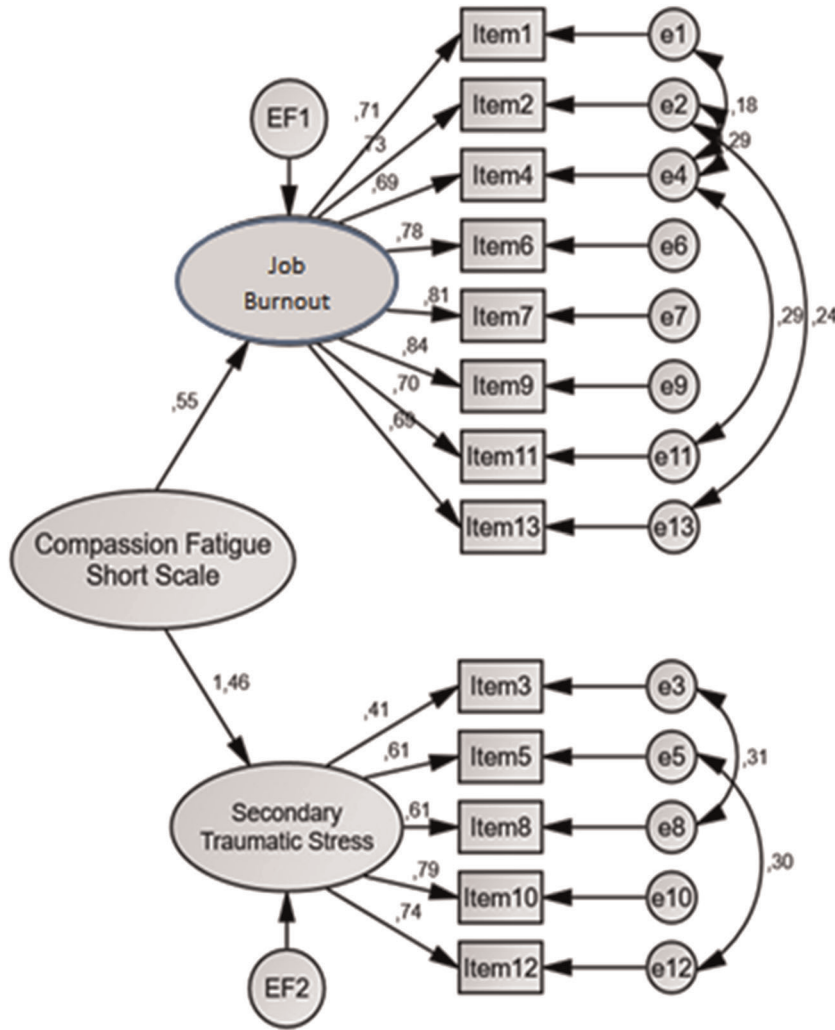 Item1
e1
,18
EF1
,71
Item2
e2
,73
,29
,69
Item4
e4
Job
Burnout
,78
Item6
e6
,81
Item7
e7
,29
,24
,84
Item9
e9
,70
,69
Item11
e11
,55
Item13
e13
Compassion Fatigue
Short Scale
1,46
Item3
e3
,41
,61
Item5
e5
,31
Secondary
Traumatic Stress
,61
Item8
e8
,30
,79
Item10
e10
,74
Item12
e12
EF2